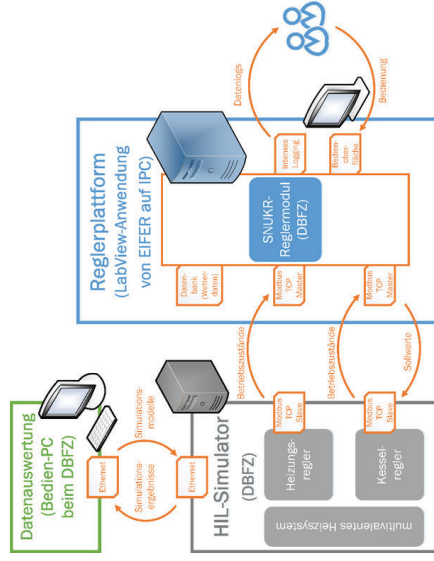 Datenauswertung
(Bedien-PC
beim DBFZ)
Ethernet
Simulations-
ergebnisse
Simulations-
modelle
Ethernet
HIL-Simulator
(DBFZ)
multivalentes Heizsystem
Heizungs-
regler
Modbus
TCP
Slave
Kessel-
regler
Modbus
TCP
Slave
Betriebszustände
Betriebszustände
Sollwerte
Reglerplattform
(LabView-Anwendung
von EIFER auf IPC)
Daten-
bank
(Wetter-
daten)
Modbus
TCP
Master
Modbus
TCP
Master
SNUKR-
Reglermodul
(DBFZ)
Internes
Logging
Bedien-
ober-
fläche
Datenlogs
Bedienung